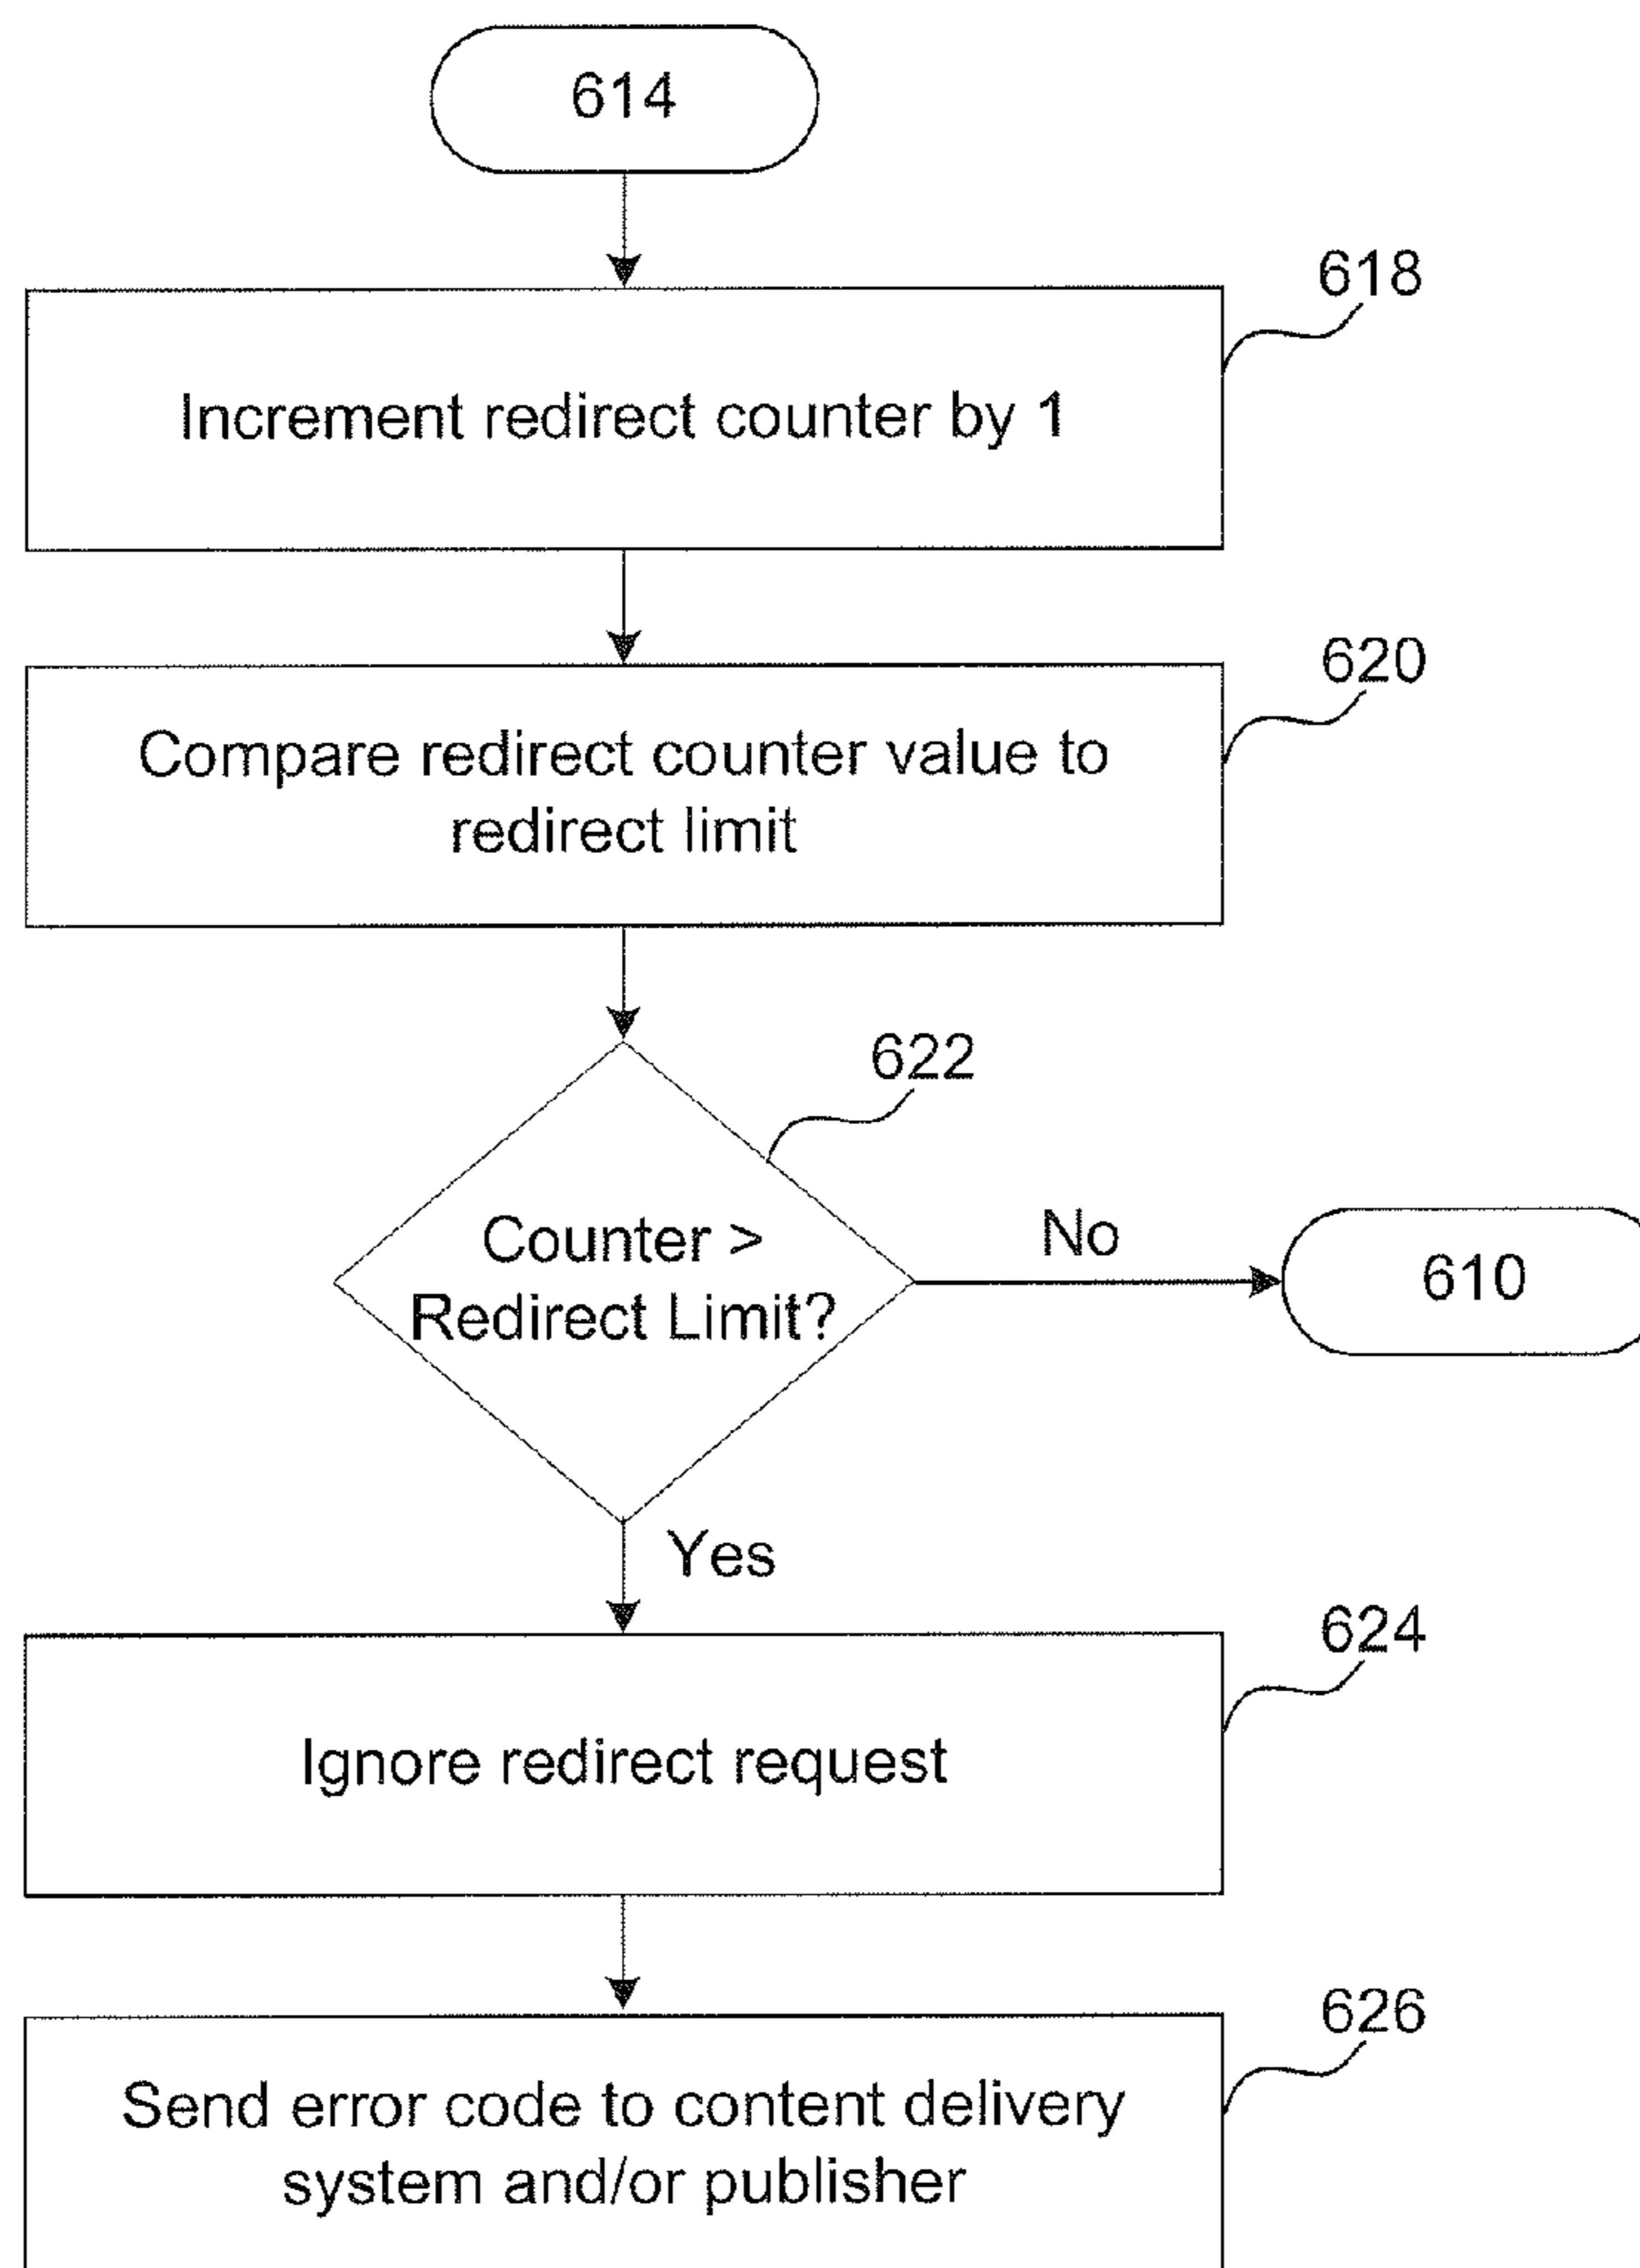 614
618
Increment redirect counter by 1
620
Compare redirect counter value to
redirect limit
622
Counter >
Redirect Limit?
No
610
Yes
624
Ignore redirect request
626
Send error code to content delivery
system and/or publisher